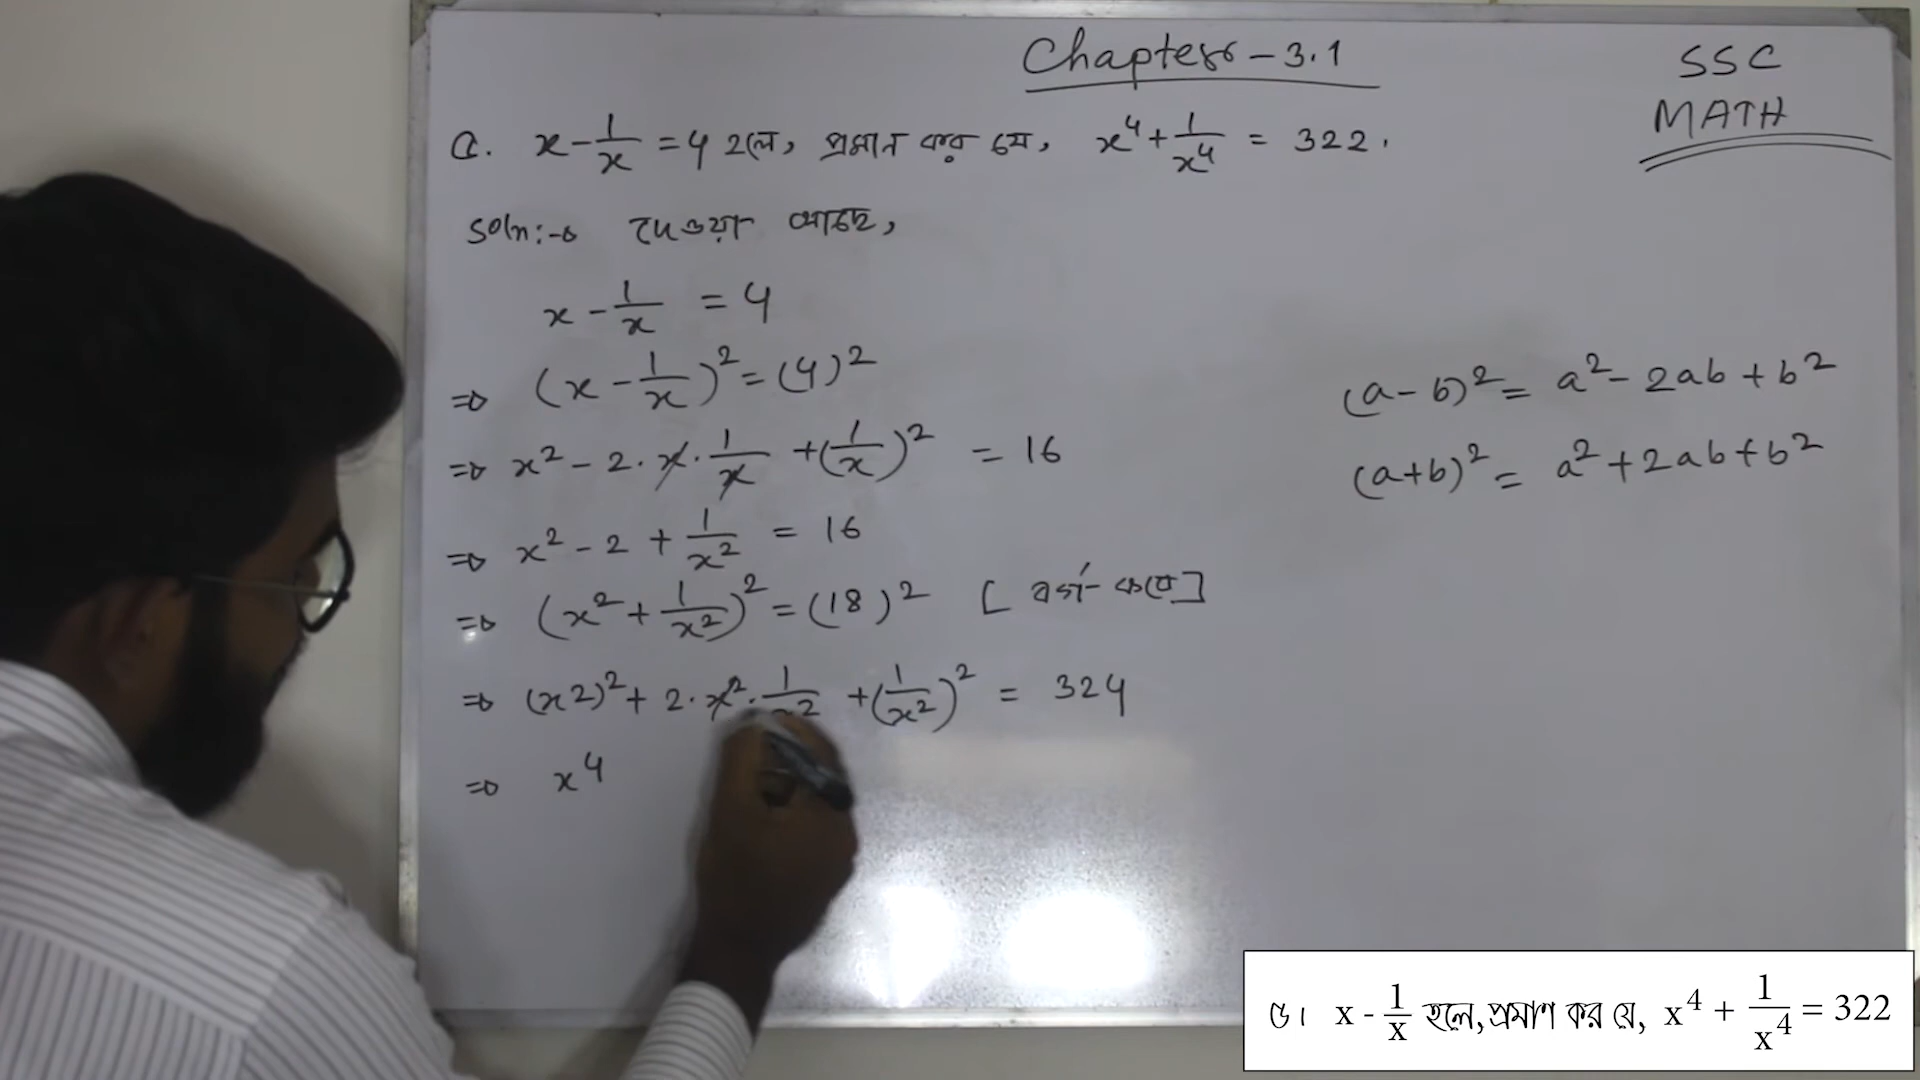 Chapter - 3.1
SSC
MATH
x - 1/x = 4 হলে, প্রমান কর যে, x⁴ + 1/x⁴ = 322.
Soln:→ দেওয়া আছে,
x - 1/x = 4
⇒ (x - 1/x)² = (4)²
⇒ x² - 2.x.1/x + (1/x)² = 16
⇒ x² - 2 + 1/x² = 16
⇒ (x² + 1/x²)² = (18)² [বর্গ করে]
⇒ (x2)² + 2.x².1/x² + (1/x²)² = 324
⇒ x⁴
(a-b)² = a² - 2ab + b²
(a+b)² = a² + 2ab + b²
৫। x - 1/x হলে, প্রমাণ কর যে, x⁴ + 1/x⁴ = 322